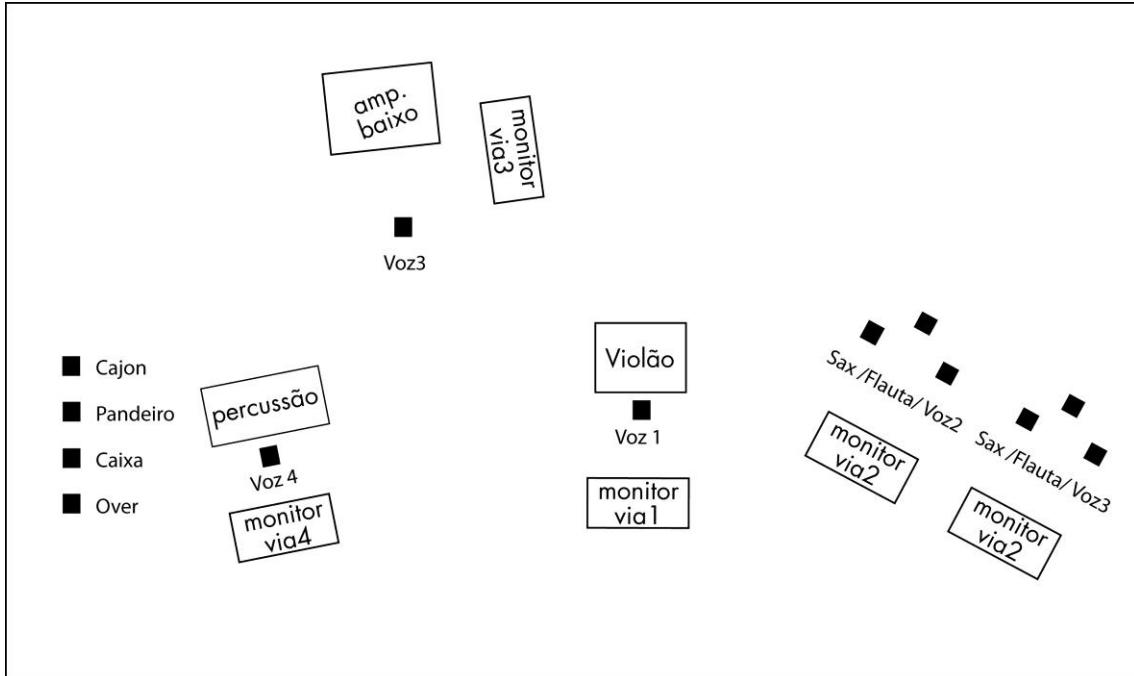 amp.
baixo
monitor
via3
Voz3
Cajon
Pandeiro
Caixa
Over
percussão
Voz 4
monitor
via4
Violão
Voz 1
monitor
via1
Sax /Flauta/ Voz2
monitor
via2
Sax /Flauta/ Voz3
monitor
via2